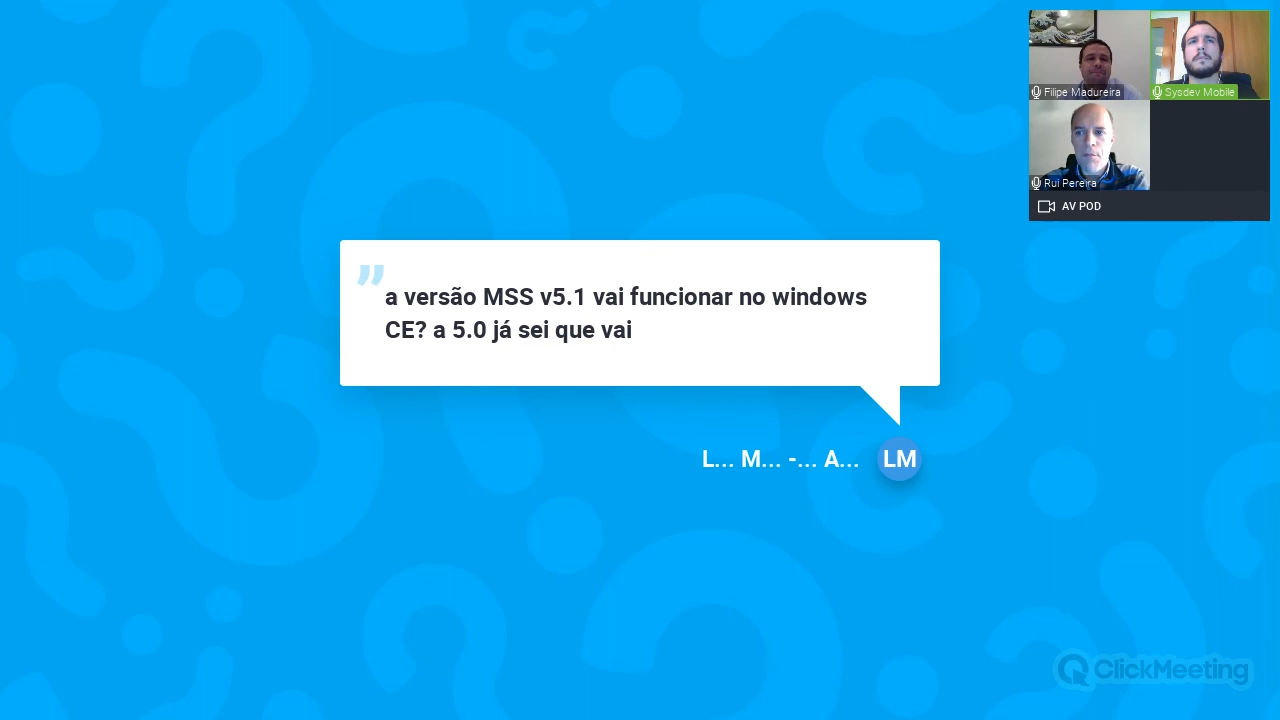 Filipe Madureira
Sysdev Mobile
Rui Pereira
AV POD
a versão MSS v5.1 vai funcionar no windows
CE? a 5.0 já sei que vai
L... M... -... A...
LM
ClickMeeting